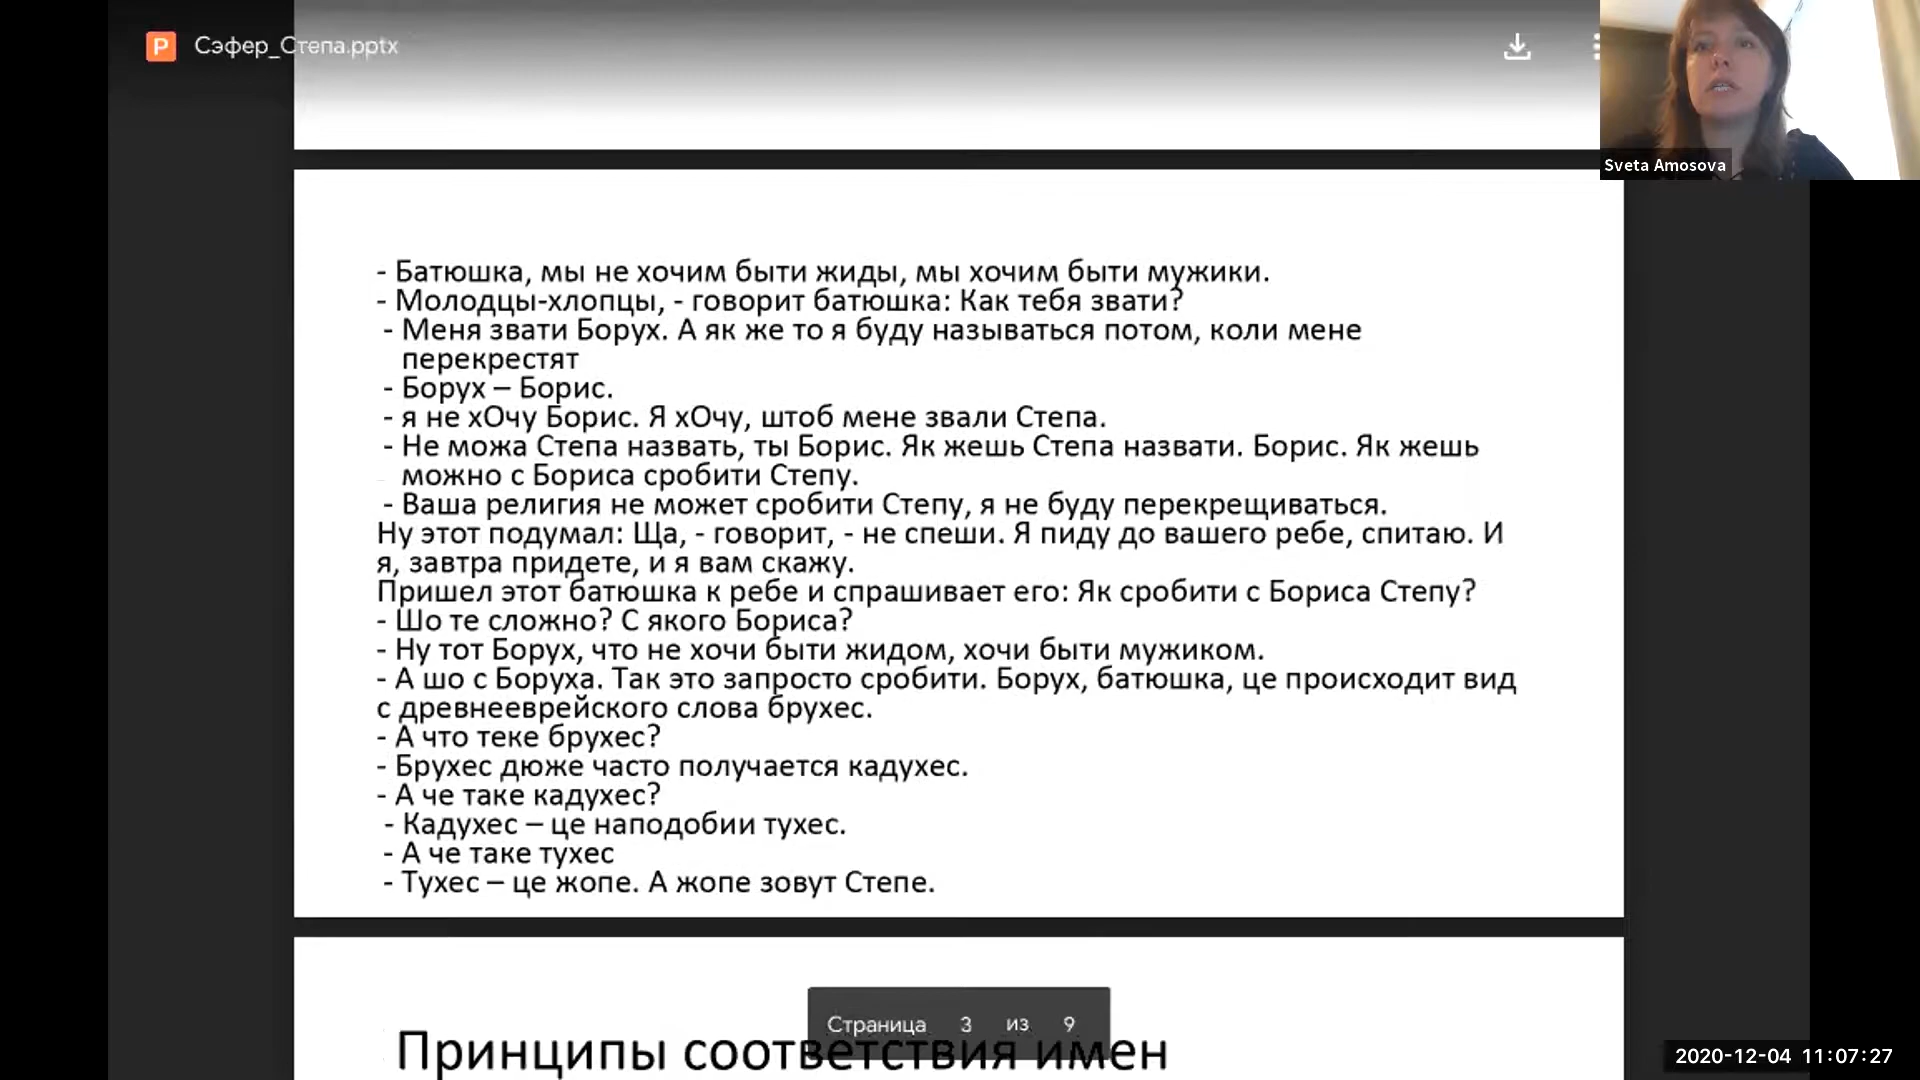 Сэфер_Степа.pptx
Sveta Amosova
- Батюшка, мы не хочим быти жиды, мы хочим быти мужики.
- Молодцы-хлопцы, - говорит батюшка: Как тебя звати?
- Меня звати Борух. А як же то я буду называться потом, коли мене
перекрестят
- Борух – Борис.
- я не хОчу Борис. Я хОчу, штоб мене звали Степа.
- Не можа Степа назвать, ты Борис. Як жешь Степа назвати. Борис. Як жешь
можно с Бориса сробити Степу.
- Ваша религия не может сробити Степу, я не буду перекрещиваться.
Ну этот подумал: Ща, - говорит, - не спеши. Я пиду до вашего ребе, спитаю. И
я, завтра придете, и я вам скажу.
Пришел этот батюшка к ребе и спрашивает его: Як сробити с Бориса Степу?
- Шо те сложно? С якого Бориса?
- Ну тот Борух, что не хочи быти жидом, хочи быти мужиком.
- А шо с Боруха. Так это запросто сробити. Борух, батюшка, це происходит вид
с древнееврейского слова брухес.
- А что теке брухес?
- Брухес дюже часто получается кадухес.
- А че таке кадухес?
- Кадухес – це наподобии тухес.
- А че таке тухес
- Тухес – це жопе. А жопе зовут Степе.
Страница 3 из 9
Принципы соответствия имен
2020-12-04 11:07:27